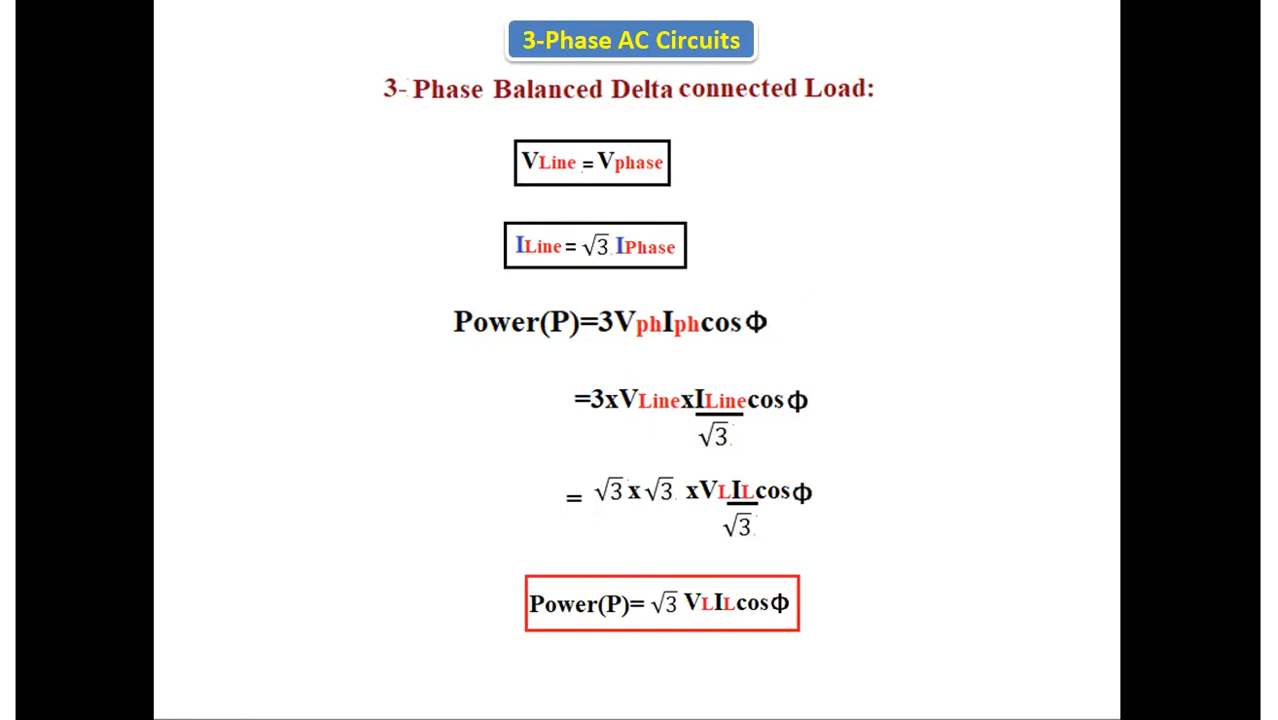 3-Phase AC Circuits
3- Phase Balanced Delta connected Load:
VLine = Vphase
ILine = √3 IPhase
Power(P)=3VphIphcosΦ
=3xVLinexILinecosΦ
√3
= √3 x √3 xVLILcosΦ
√3
Power(P)= √3 VLILcosΦ